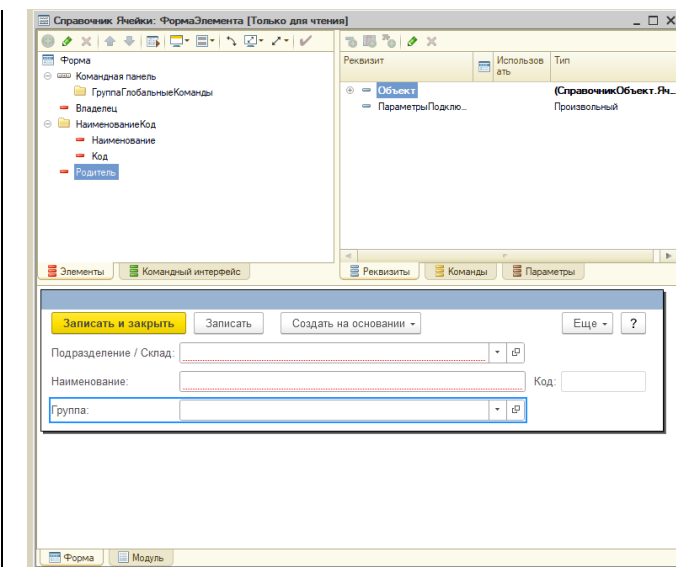 Справочник Ячейки: ФормаЭлемента [Только для чтения]
Форма
Командная панель
ГруппаГлобальныеКоманды
Владелец
НаименованиеКод
Наименование
Код
Родитель
Элементы
Командный интерфейс
Реквизит
Использов
ать
Тип
Объект
(СправочникОбъект.Яч...
ПараметрыПодклю...
Произвольный
Реквизиты
Команды
Параметры
Записать и закрыть
Записать
Создать на основании
Еще
?
Подразделение / Склад:
Наименование:
Код:
Группа:
Форма
Модуль